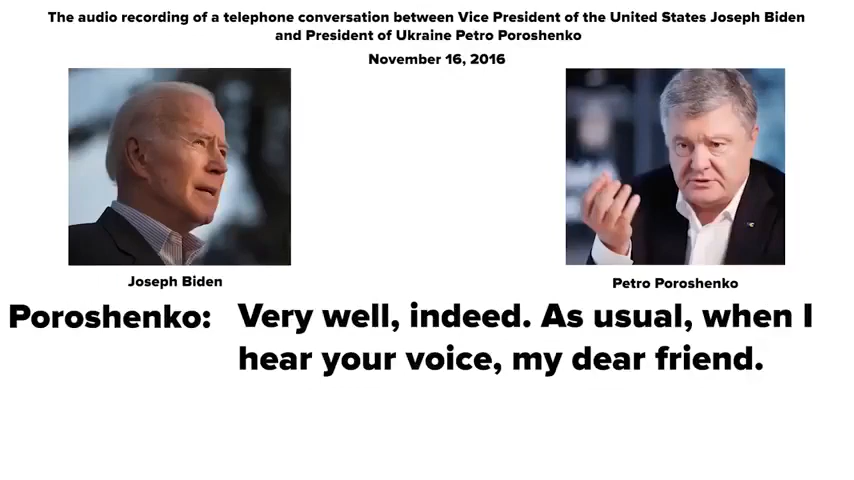 The audio recording of a telephone conversation between Vice President of the United States Joseph Biden
and President of Ukraine Petro Poroshenko
November 16, 2016
Joseph Biden
Petro Poroshenko
Poroshenko: Very well, indeed. As usual, when I
hear your voice, my dear friend.